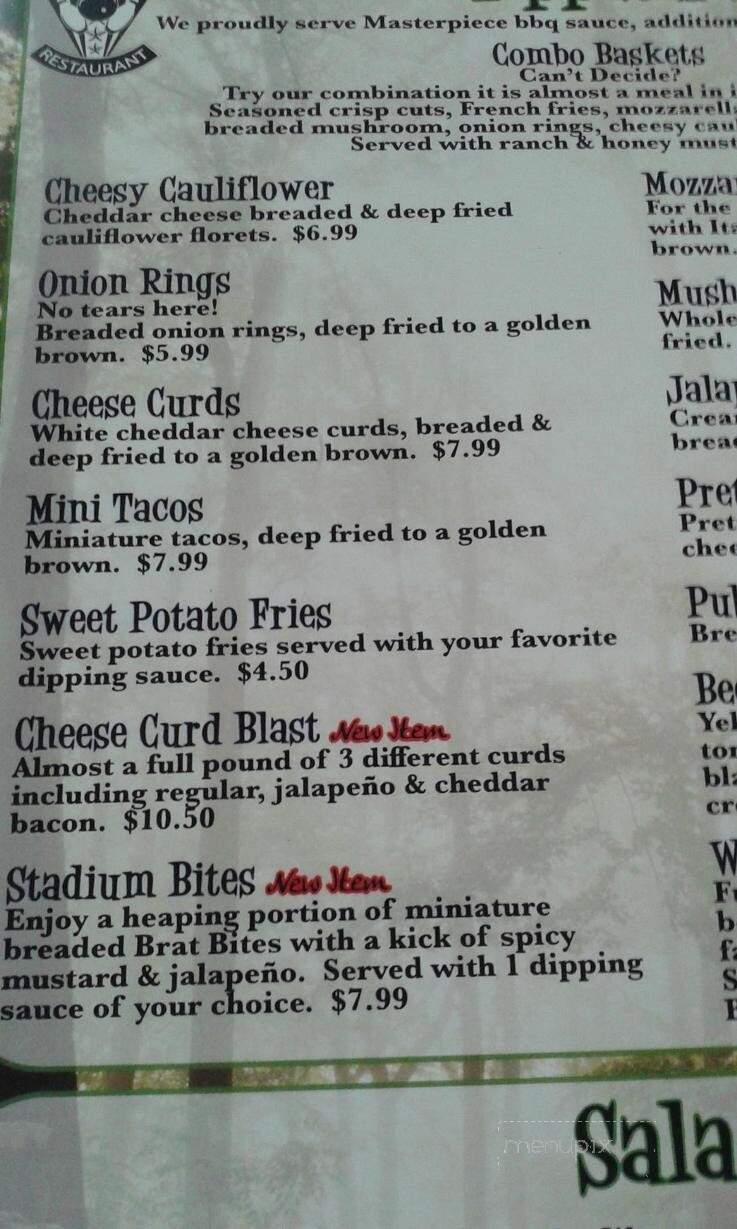 RESTAURANT
We proudly serve Masterpiece bbq sauce,
Combo Baskets
Can't Decide?
Try our combination it is almost a meal in
Seasoned crisp cuts, French fries,
breaded mushroom, onion rings, cheesy
Served with ranch & honey
Cheesy Cauliflower
Cheddar cheese breaded & deep fried
cauliflower florets. $6.99
Onion Rings
No tears here!
Breaded onion rings, deep fried to a golden
brown. $5.99
Cheese Curds
White cheddar cheese curds, breaded &
deep fried to a golden brown. $7.99
Mini Tacos
Miniature tacos, deep fried to a golden
brown. $7.99
Sweet Potato Fries
Sweet potato fries served with your favorite
dipping sauce. $4.50
Cheese Curd Blast New Item
Almost a full pound of 3 different curds
including regular, jalapeño & cheddar
bacon. $10.50
Stadium Bites New Item
Enjoy a heaping portion of miniature
breaded Brat Bites with a kick of spicy
mustard & jalapeño. Served with 1 dipping
sauce of your choice. $7.99
For the
with
brown.
Whole
fried.
menupix